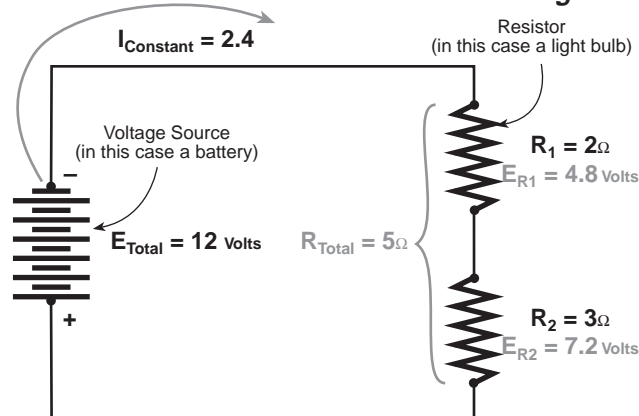 g
I Constant = 2.4
Resistor
(in this case a light bulb)
Voltage Source
(in this case a battery)
–
E Total = 12 Volts
+
R Total = 5Ω
R 1 = 2Ω
E R1 = 4.8 Volts
R 2 = 3Ω
E R2 = 7.2 Volts